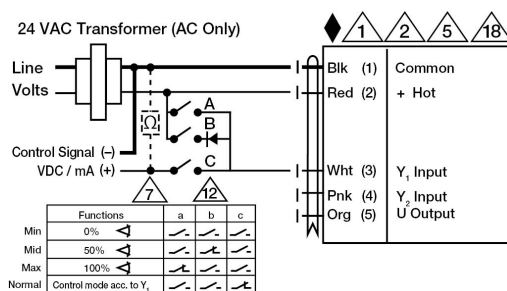 24 VAC Transformer (AC Only)
1 2 5 18
Line
Volts
Blk (1) Common
Red (2) + Hot
A
B
C
Ω
Control Signal (–)
VDC / mA (+)
Wht (3) Y1 Input
Pnk (4) Y2 Input
Org (5) U Output
7 12
Functions a b c
Min 0%
Mid 50%
Max 100%
Normal Control mode acc. to Y1